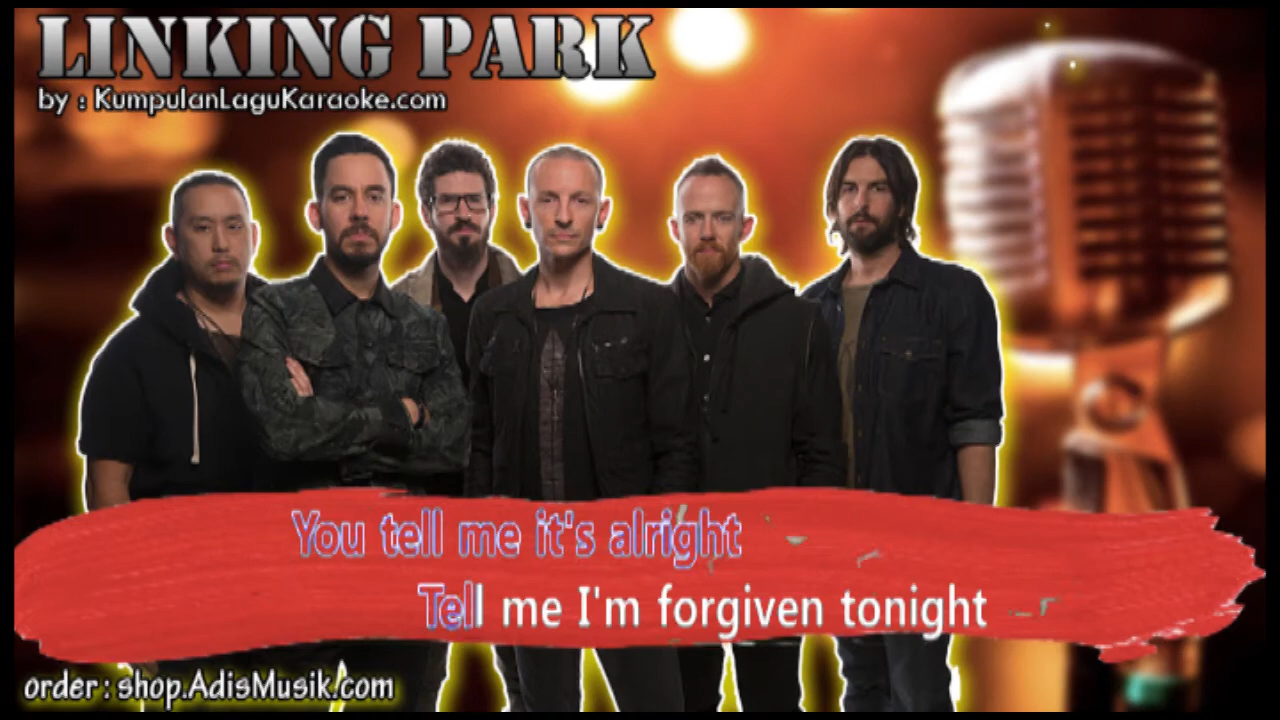 LINKING PARK
by : KumpulanLaguKaraoke.com
You tell me it's alright
Tell me I'm forgiven tonight
order : shop.AdisMusik.com